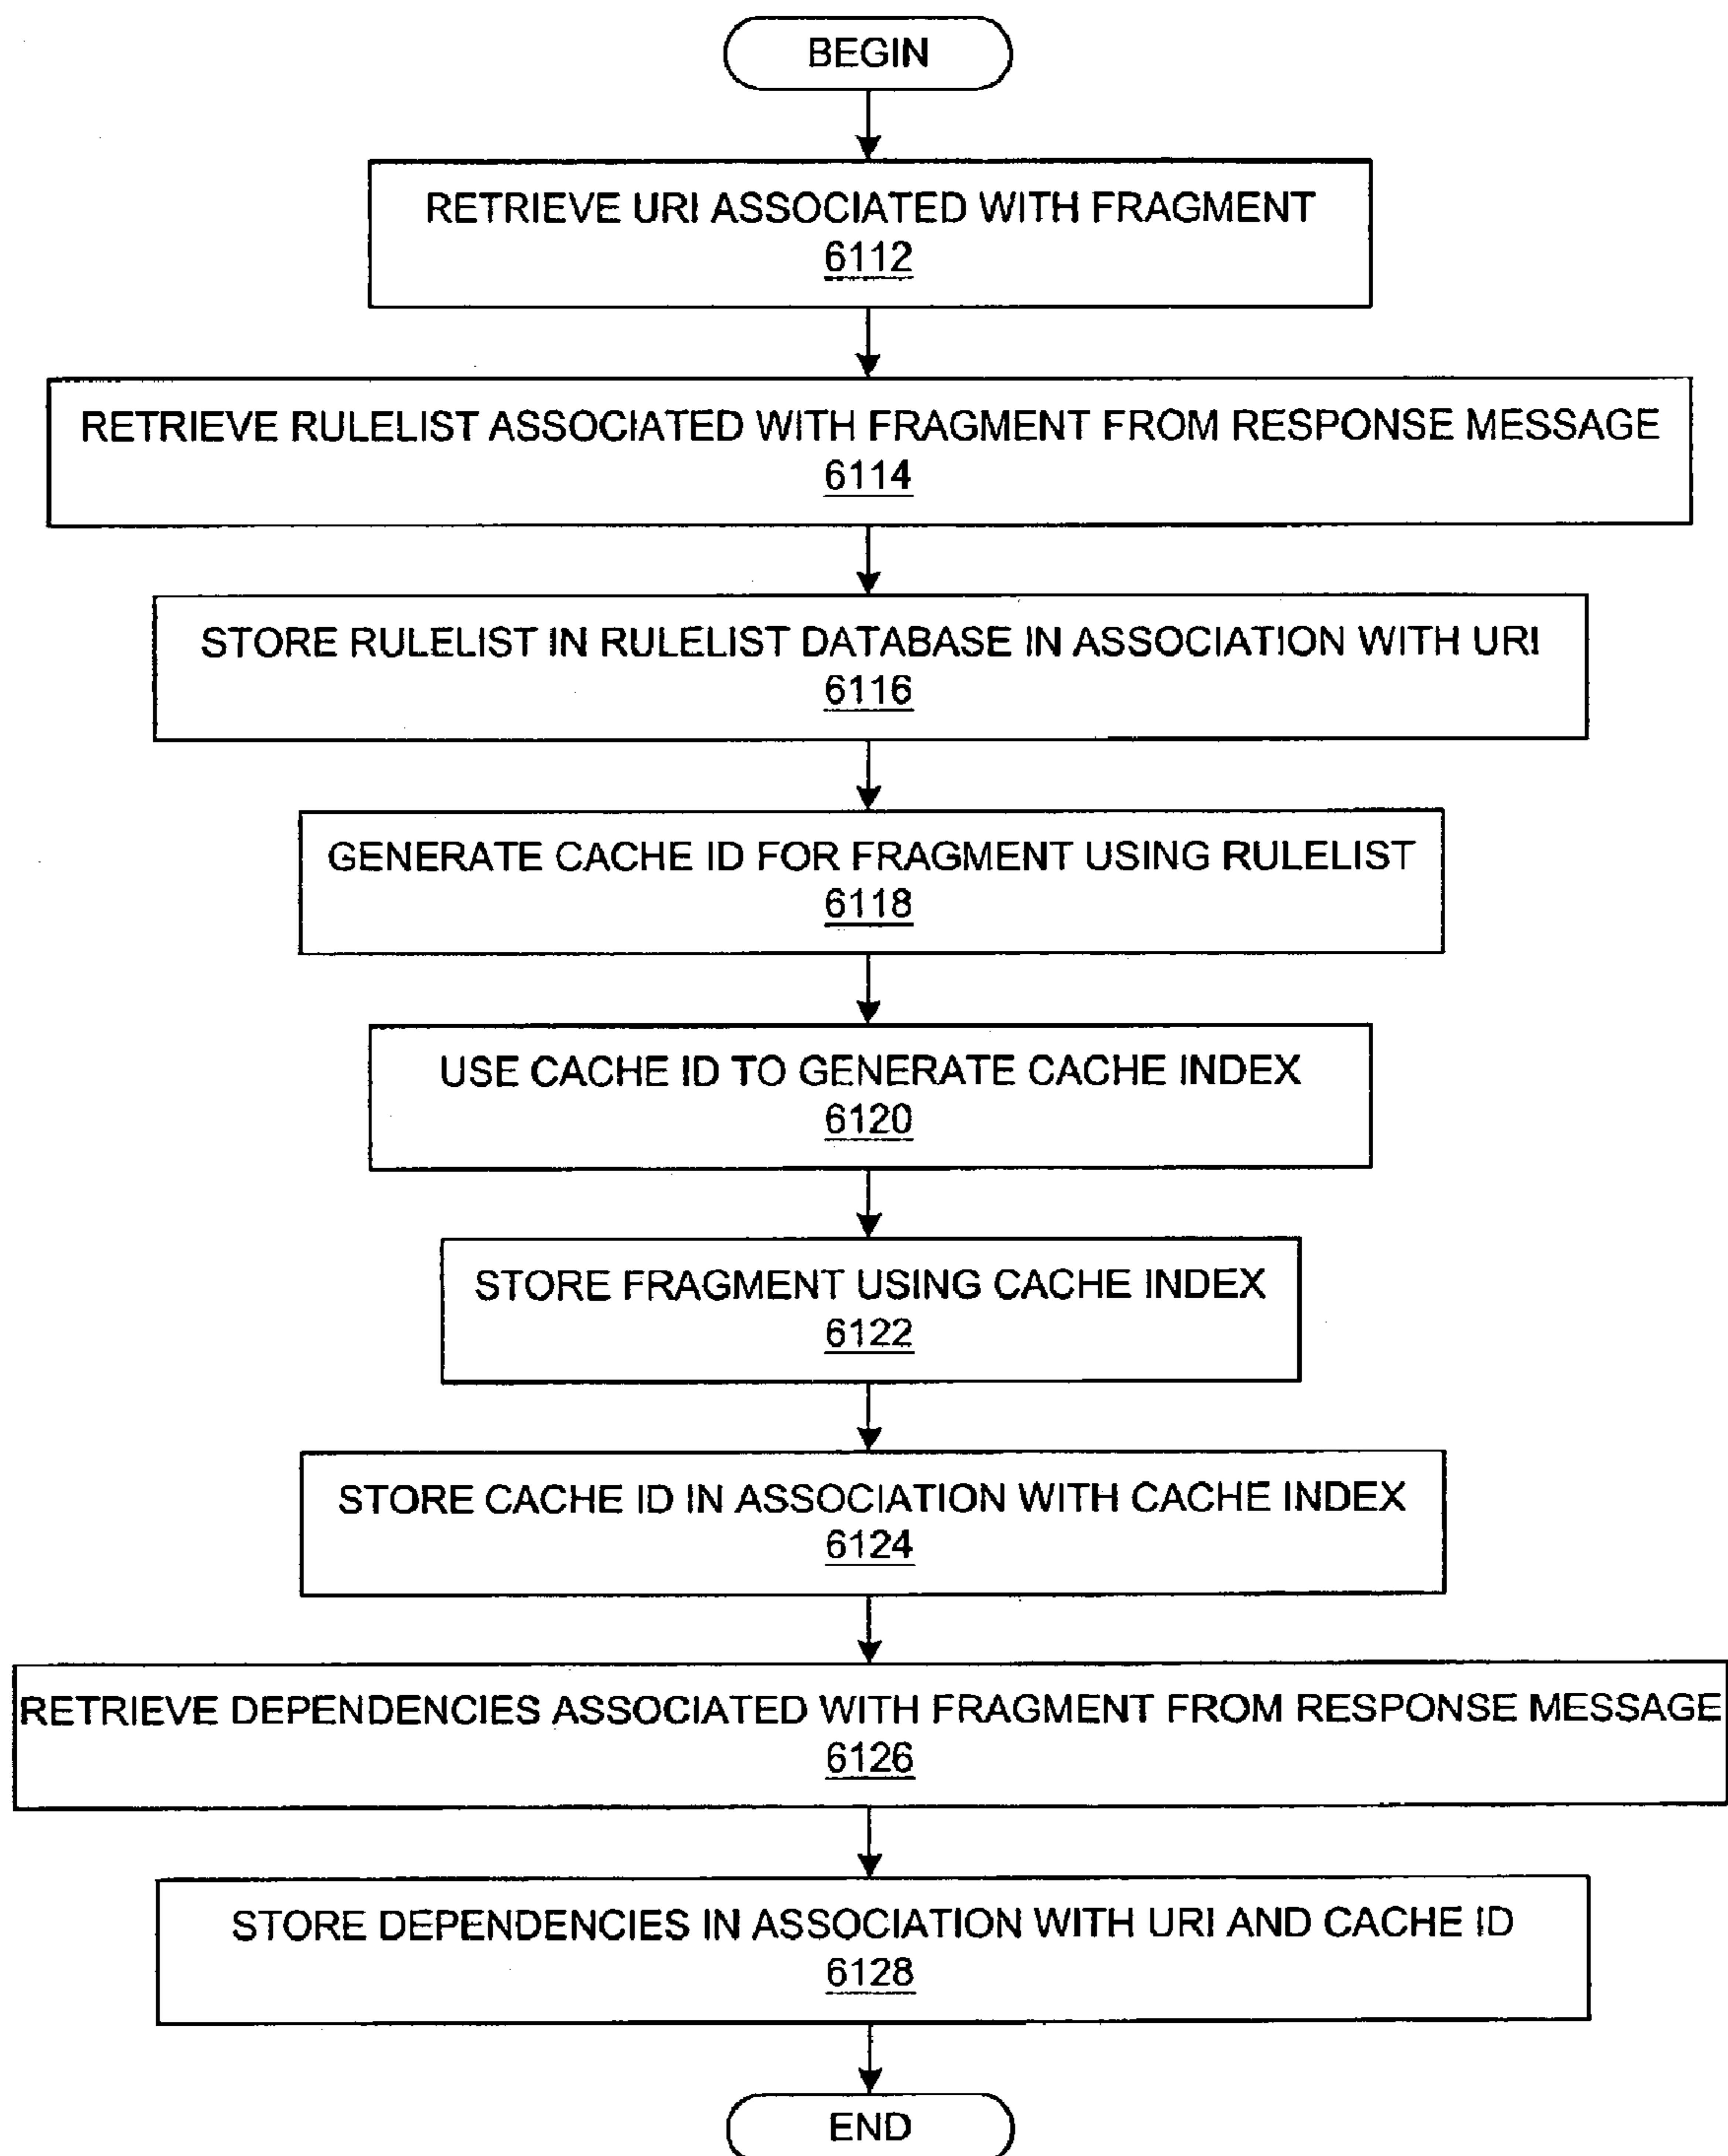 BEGIN
RETRIEVE URI ASSOCIATED WITH FRAGMENT
6112
RETRIEVE RULELIST ASSOCIATED WITH FRAGMENT FROM RESPONSE MESSAGE
6114
STORE RULELIST IN RULELIST DATABASE IN ASSOCIATION WITH URI
6116
GENERATE CACHE ID FOR FRAGMENT USING RULELIST
6118
USE CACHE ID TO GENERATE CACHE INDEX
6120
STORE FRAGMENT USING CACHE INDEX
6122
STORE CACHE ID IN ASSOCIATION WITH CACHE INDEX
6124
RETRIEVE DEPENDENCIES ASSOCIATED WITH FRAGMENT FROM RESPONSE MESSAGE
6126
STORE DEPENDENCIES IN ASSOCIATION WITH URI AND CACHE ID
6128
END